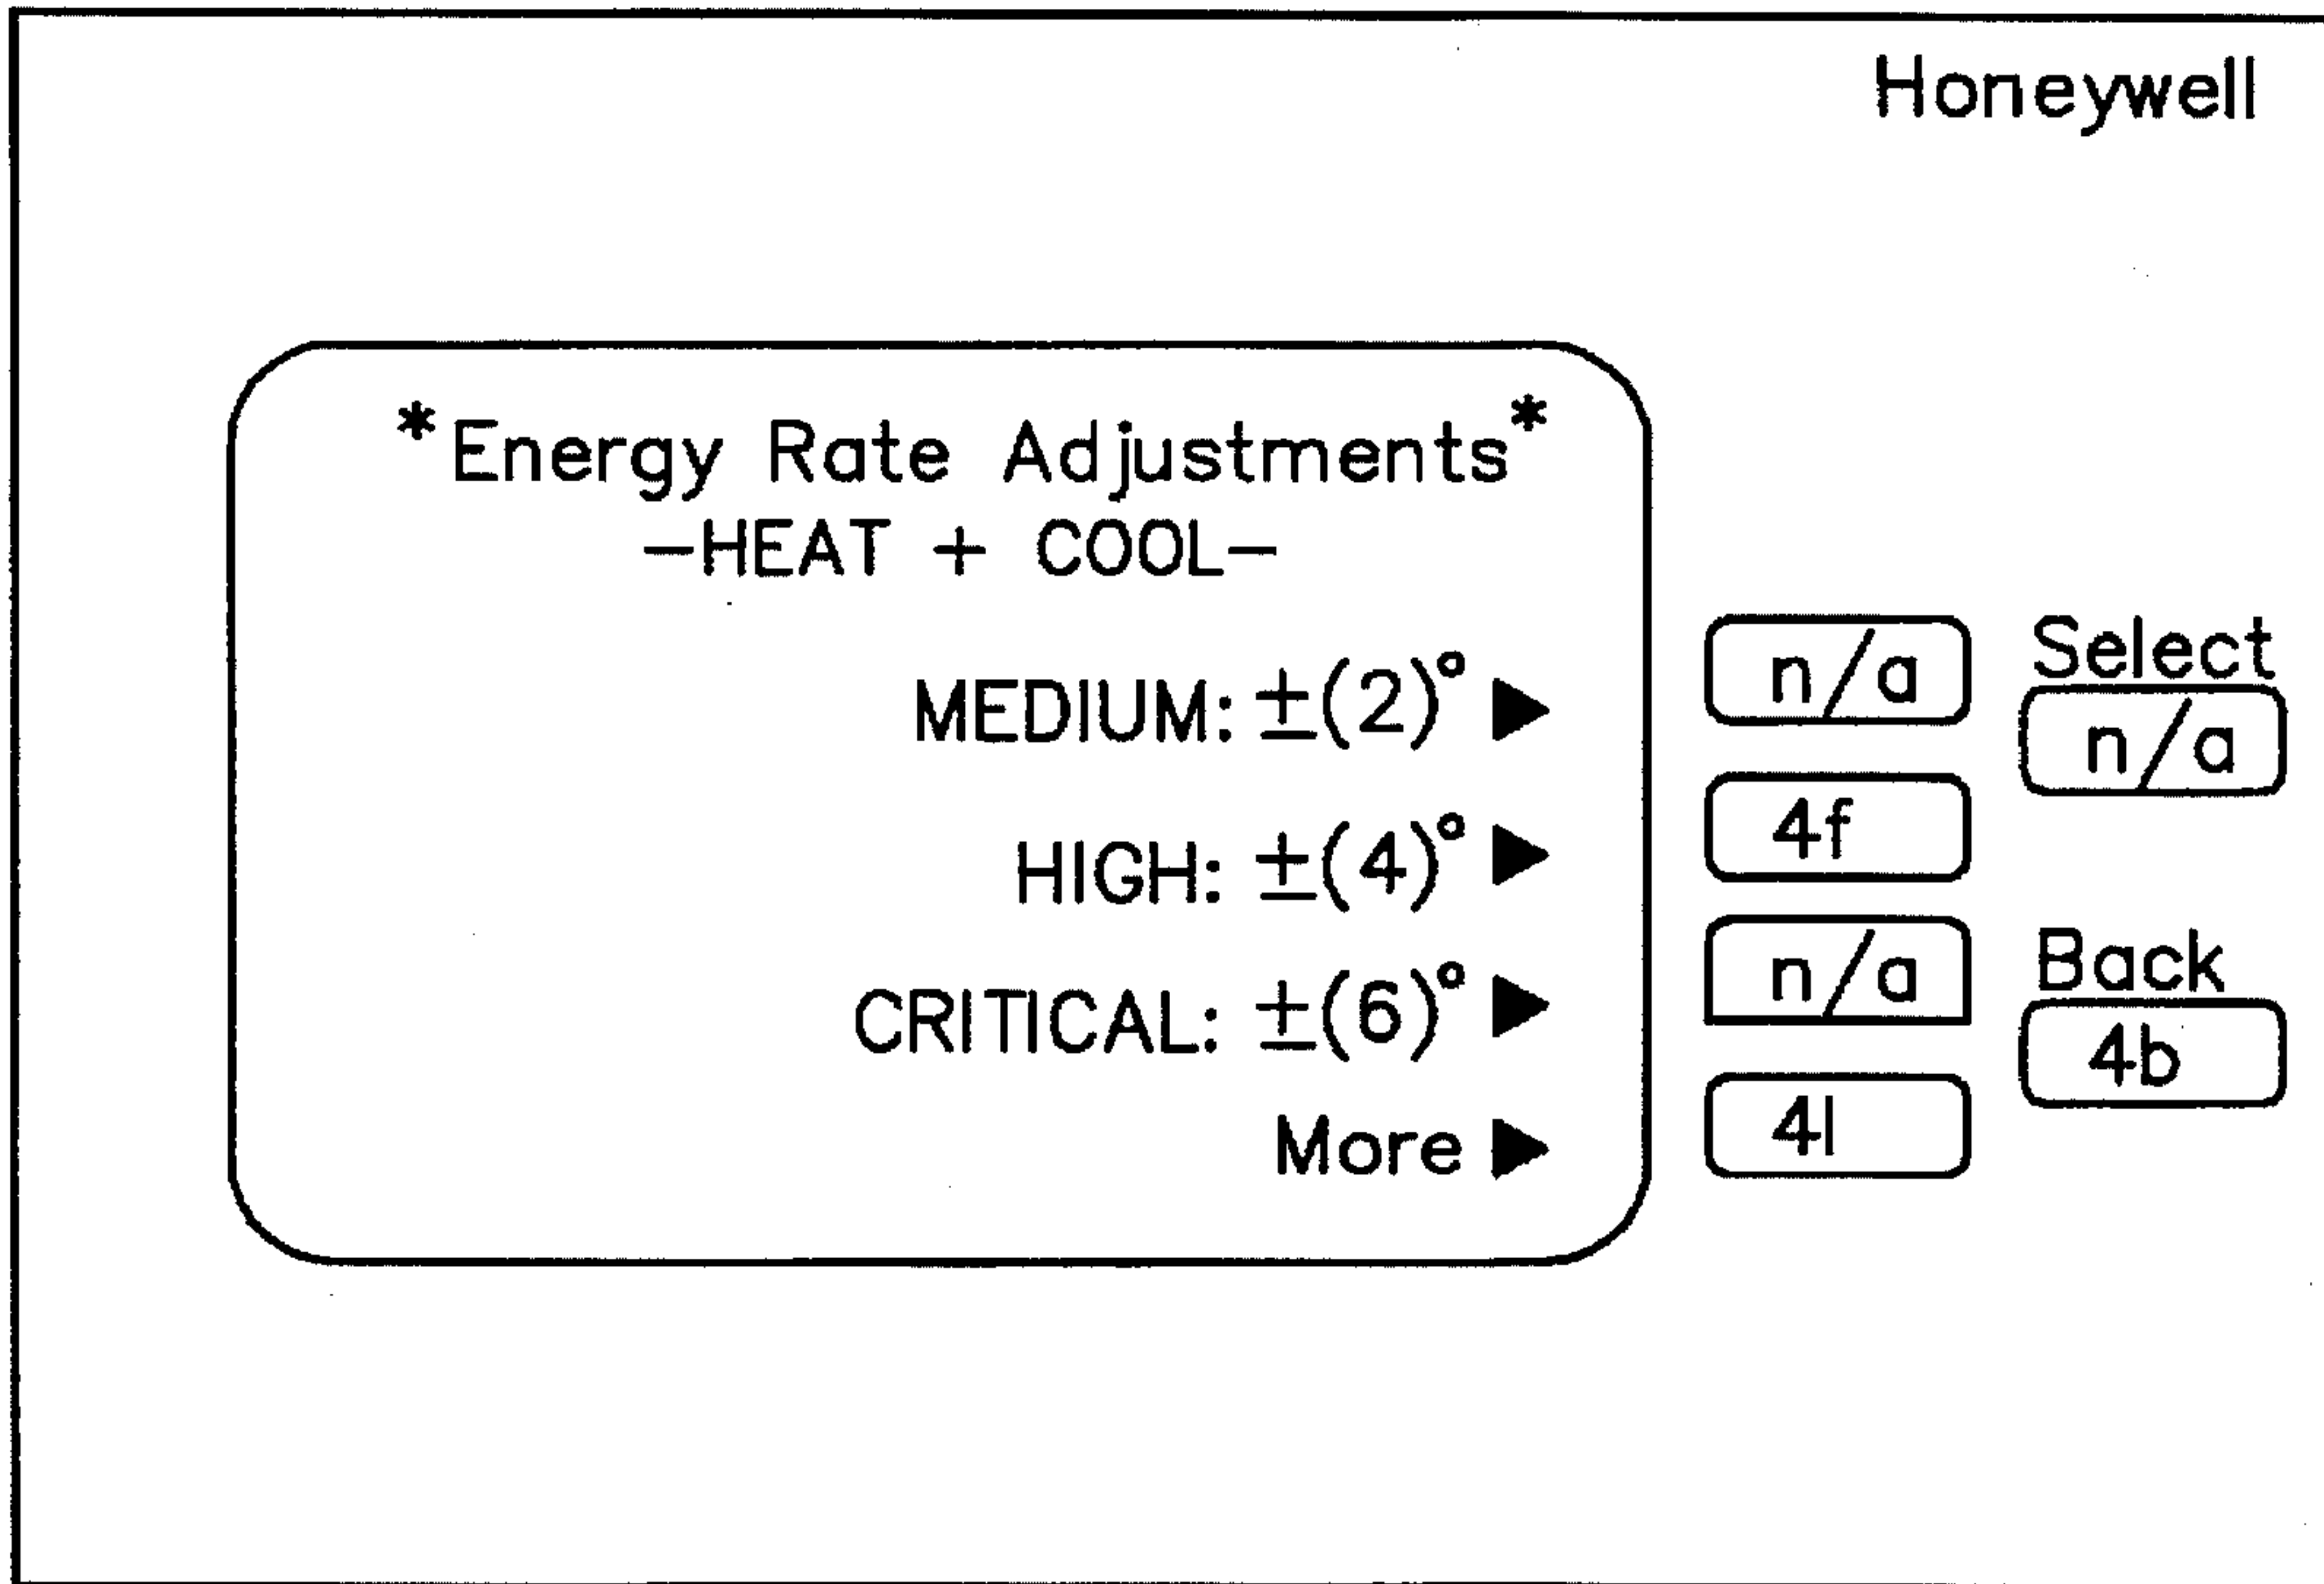 Honeywell
*Energy Rate Adjustments*
-HEAT + COOL-
MEDIUM: ±(2)° ▶ n/a
Select
n/a
HIGH: ±(4)° ▶ 4f
CRITICAL: ±(6)° ▶ n/a
Back
4b
More ▶ 4l